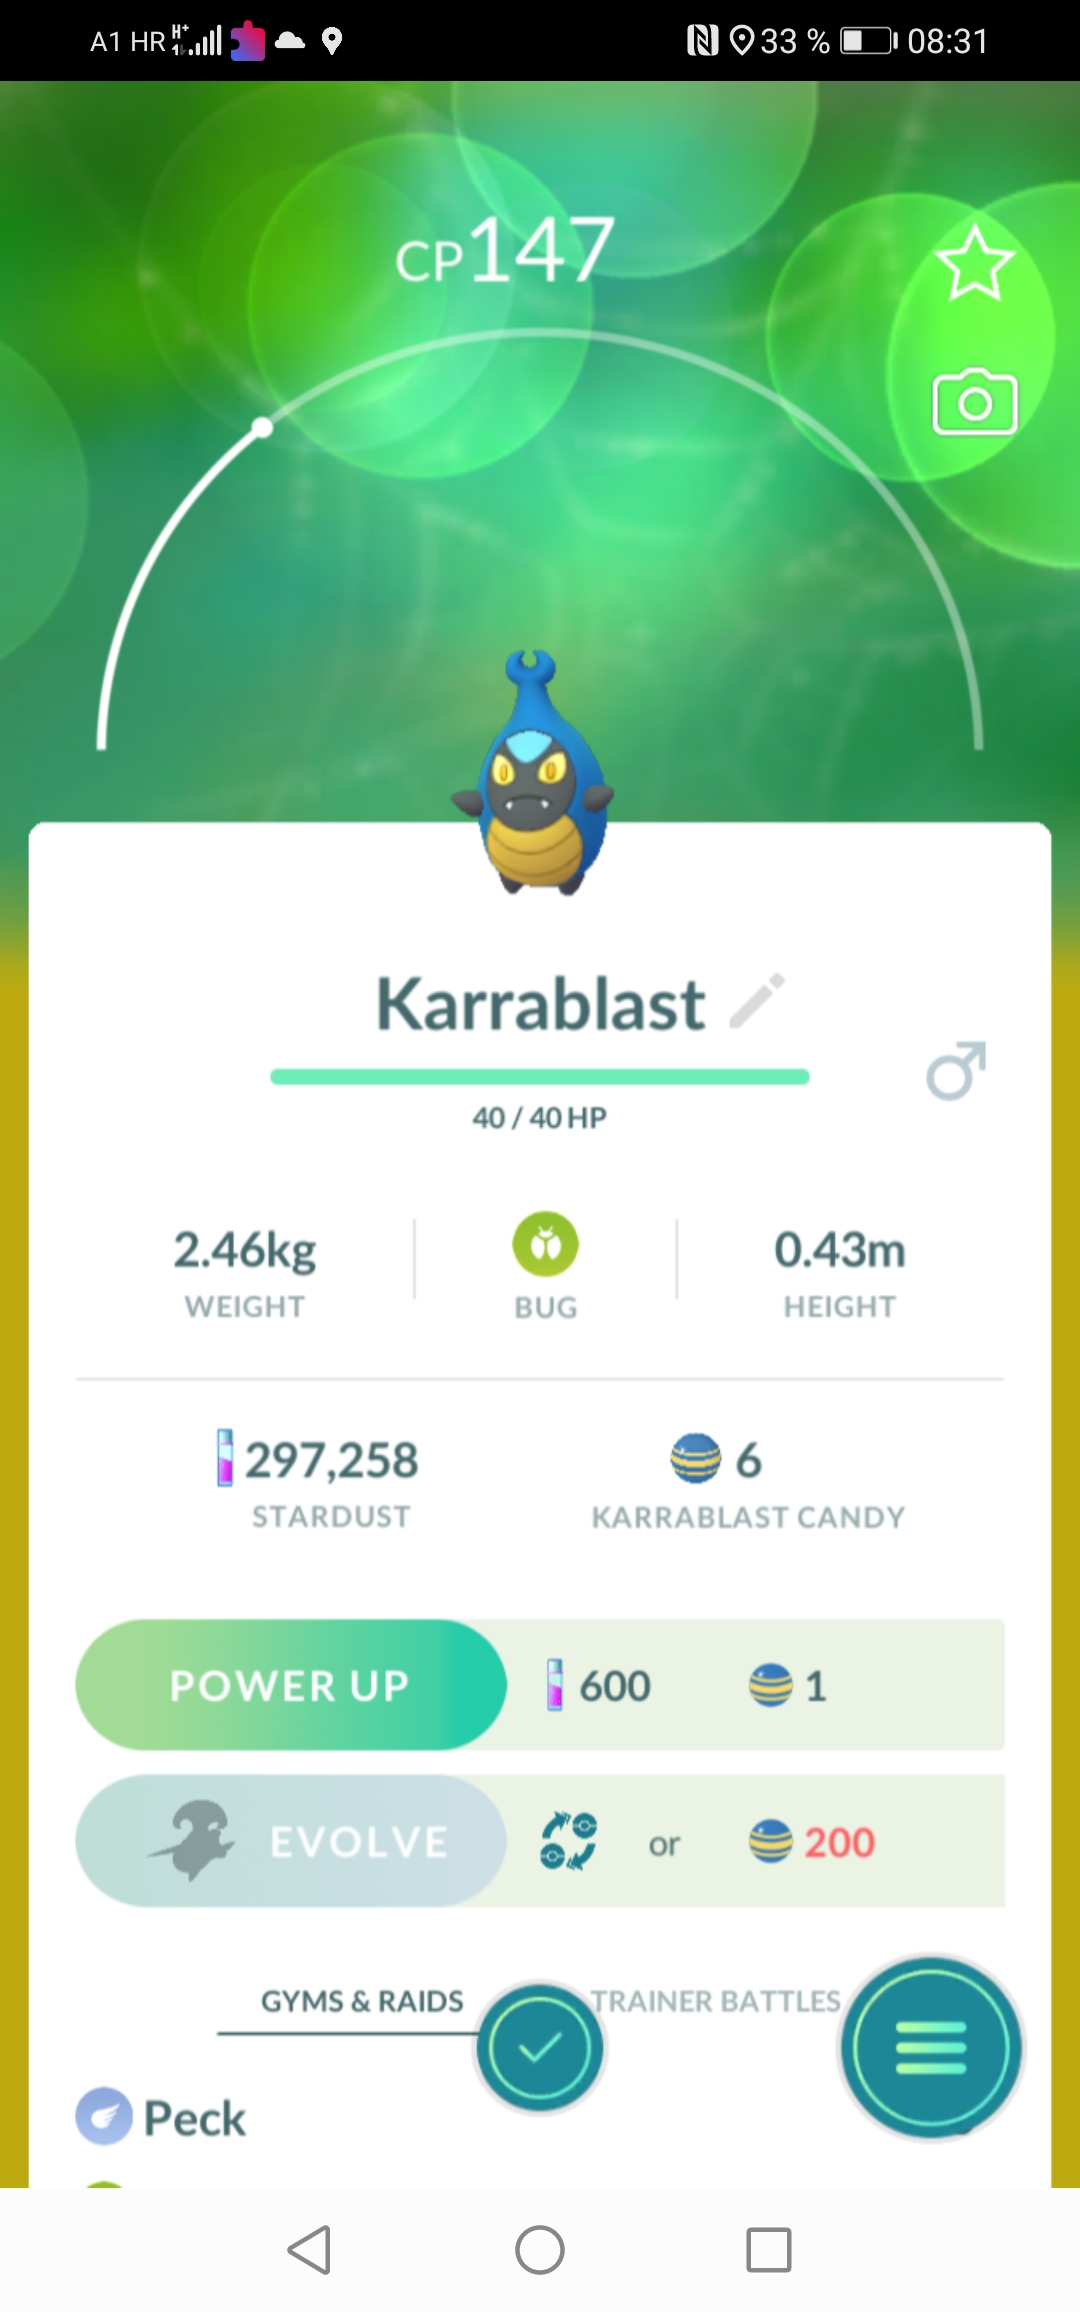 A1 HR H+ 33 % 08:31
CP147
Karrablast
40 / 40 HP
2.46kg
WEIGHT
BUG
0.43m
HEIGHT
297,258
STARDUST
6
KARRABLAST CANDY
POWER UP 600 1
EVOLVE or 200
GYMS & RAIDS TRAINER BATTLES
Peck